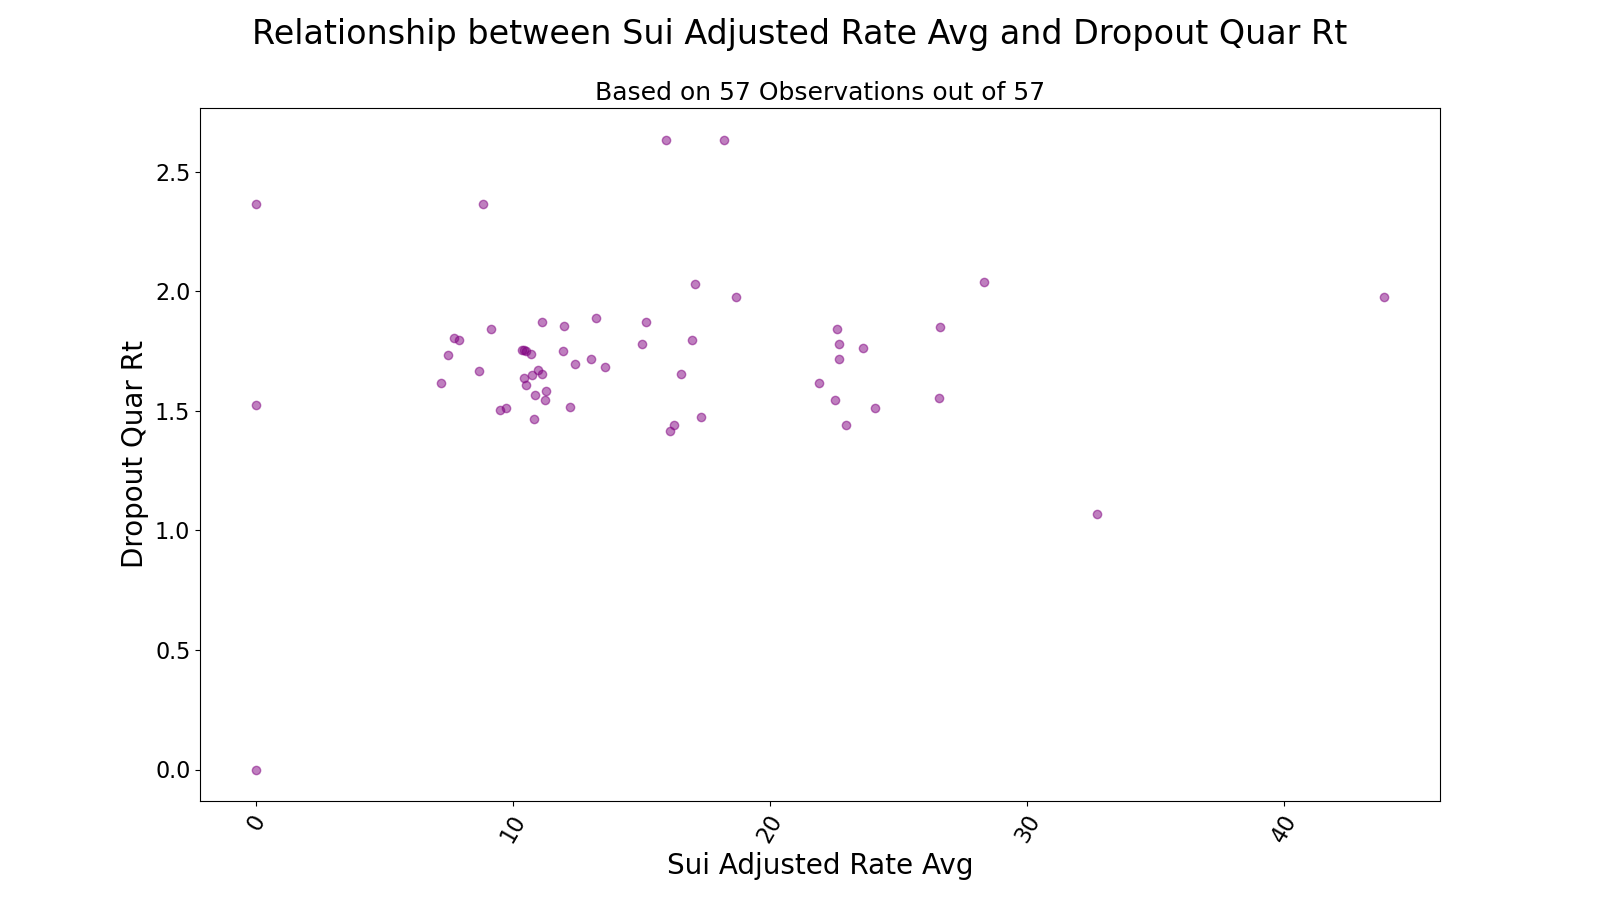 Relationship between Sui Adjusted Rate Avg and Dropout Quar Rt
Based on 57 Observations out of 57
2.5
2.0
1.5
1.0
0.5
0.0
Dropout Quar Rt
0 10 20 30 40
Sui Adjusted Rate Avg